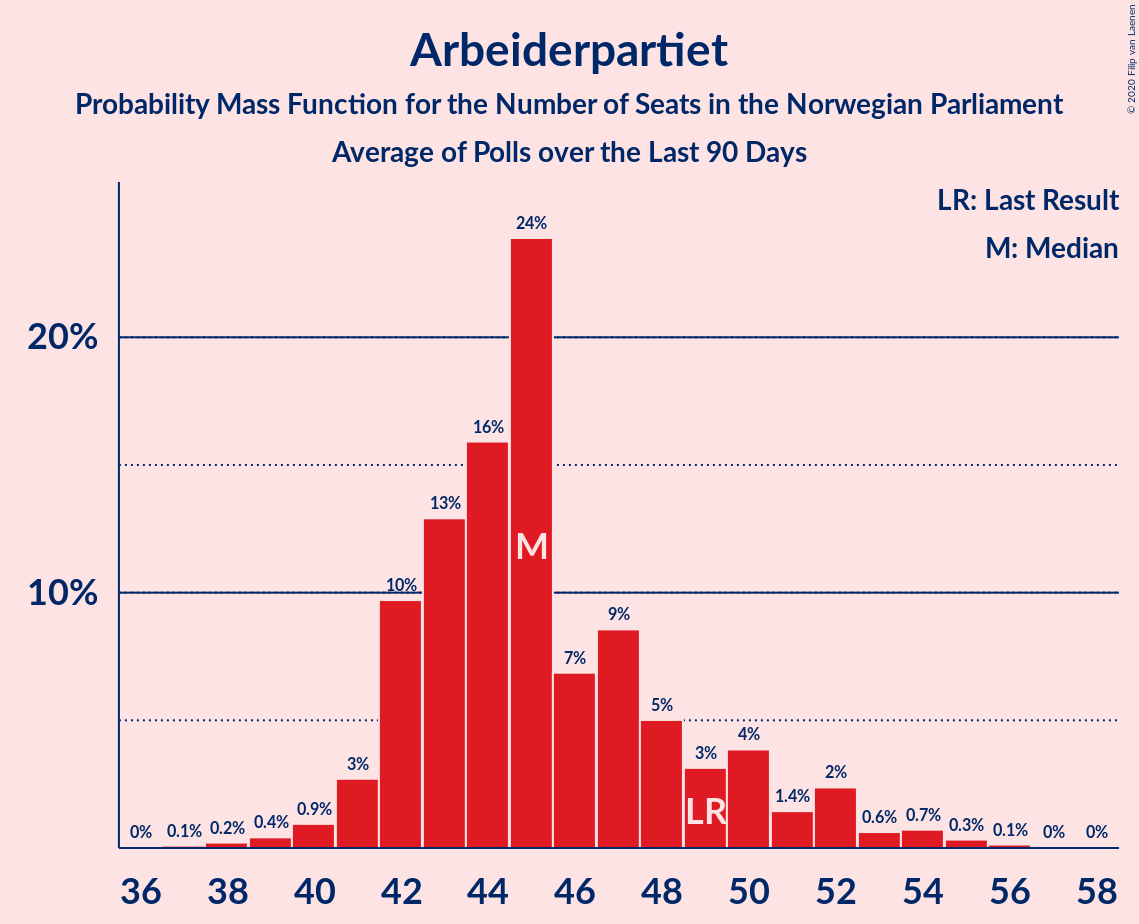 Arbeiderpartiet
Probability Mass Function for the Number of Seats in the Norwegian Parliament
Average of Polls over the Last 90 Days
© 2020 Filip van Laenen
LR: Last Result
M: Median
20%
10%
0%
0.1%
0.2%
0.4%
0.9%
3%
10%
13%
16%
24%
7%
9%
5%
3%
4%
1.4%
2%
0.6%
0.7%
0.3%
0.1%
0%
0%
M
LR
36 38 40 42 44 46 48 50 52 54 56 58